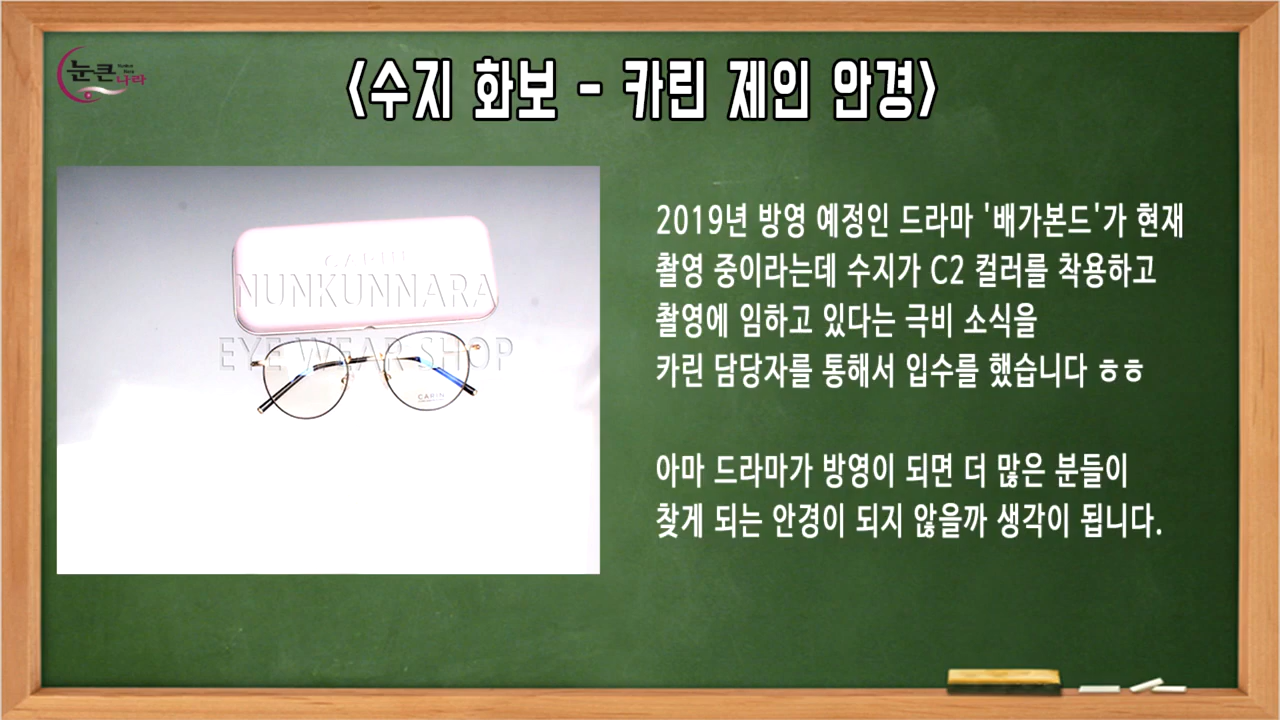 눈큰
나라
<수지 화보 - 카린 제인 안경>
2019년 방영 예정인 드라마 '배가본드'가 현재
촬영 중이라는데 수지가 C2 컬러를 착용하고
촬영에 임하고 있다는 극비 소식을
카린 담당자를 통해서 입수를 했습니다 ㅎㅎ
아마 드라마가 방영이 되면 더 많은 분들이
찾게 되는 안경이 되지 않을까 생각이 됩니다.
CARIN
NUNKUNNARA
EYE WEAR SHOP
CARIN